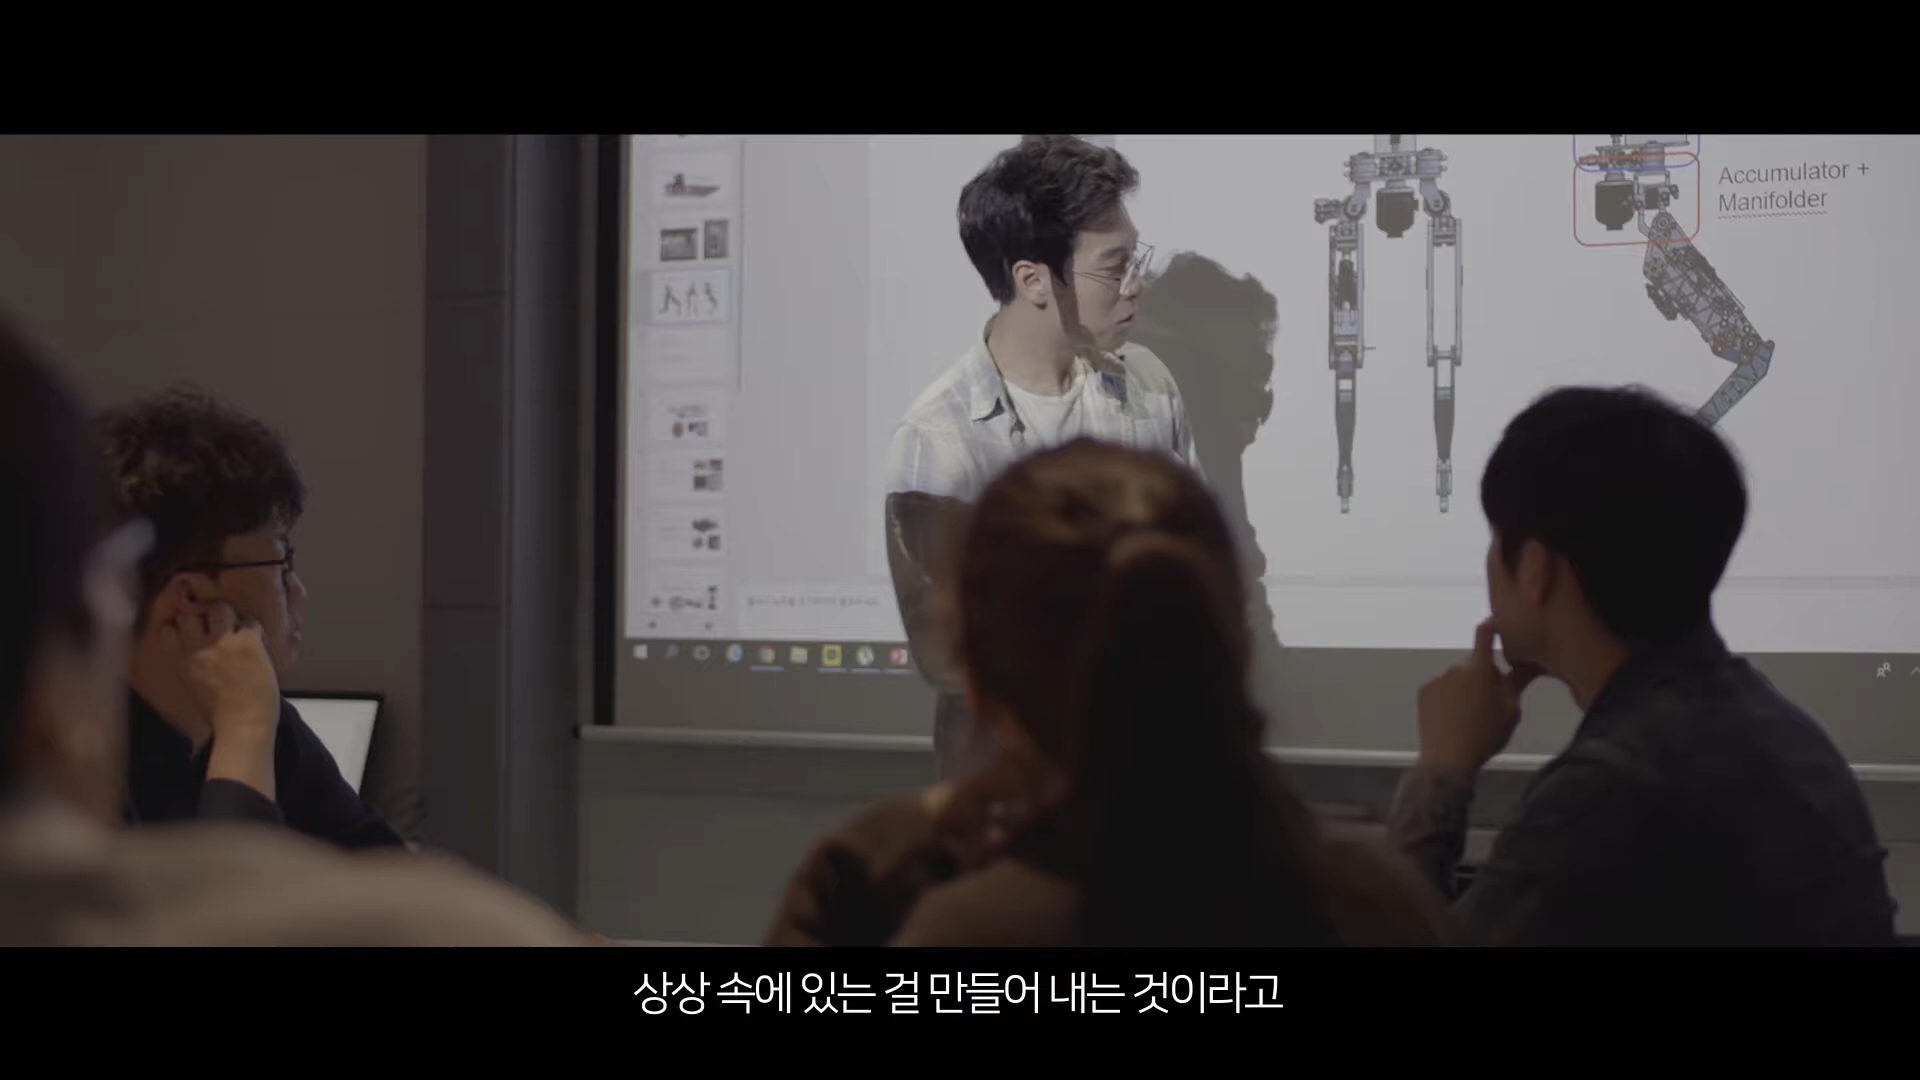 Accumulator +
Manifolder
상상 속에 있는 걸 만들어 내는 것이라고